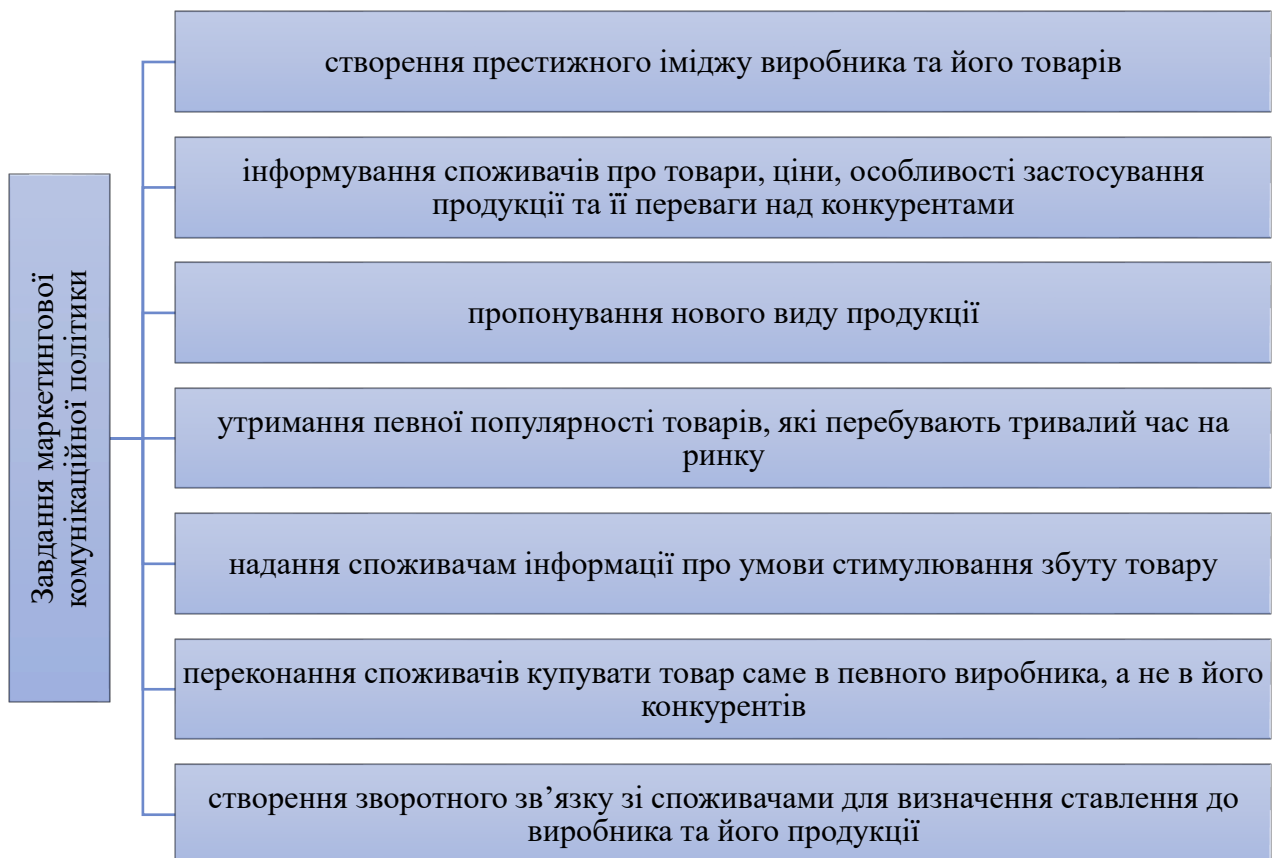 Завдання маркетингової
комунікаційної політики
створення престижного іміджу виробника та його товарів
інформування споживачів про товари, ціни, особливості застосування
продукції та її переваги над конкурентами
пропонування нового виду продукції
утримання певної популярності товарів, які перебувають тривалий час на
ринку
надання споживачам інформації про умови стимулювання збуту товару
переконання споживачів купувати товар саме в певного виробника, а не в його
конкурентів
створення зворотного зв’язку зі споживачами для визначення ставлення до
виробника та його продукції